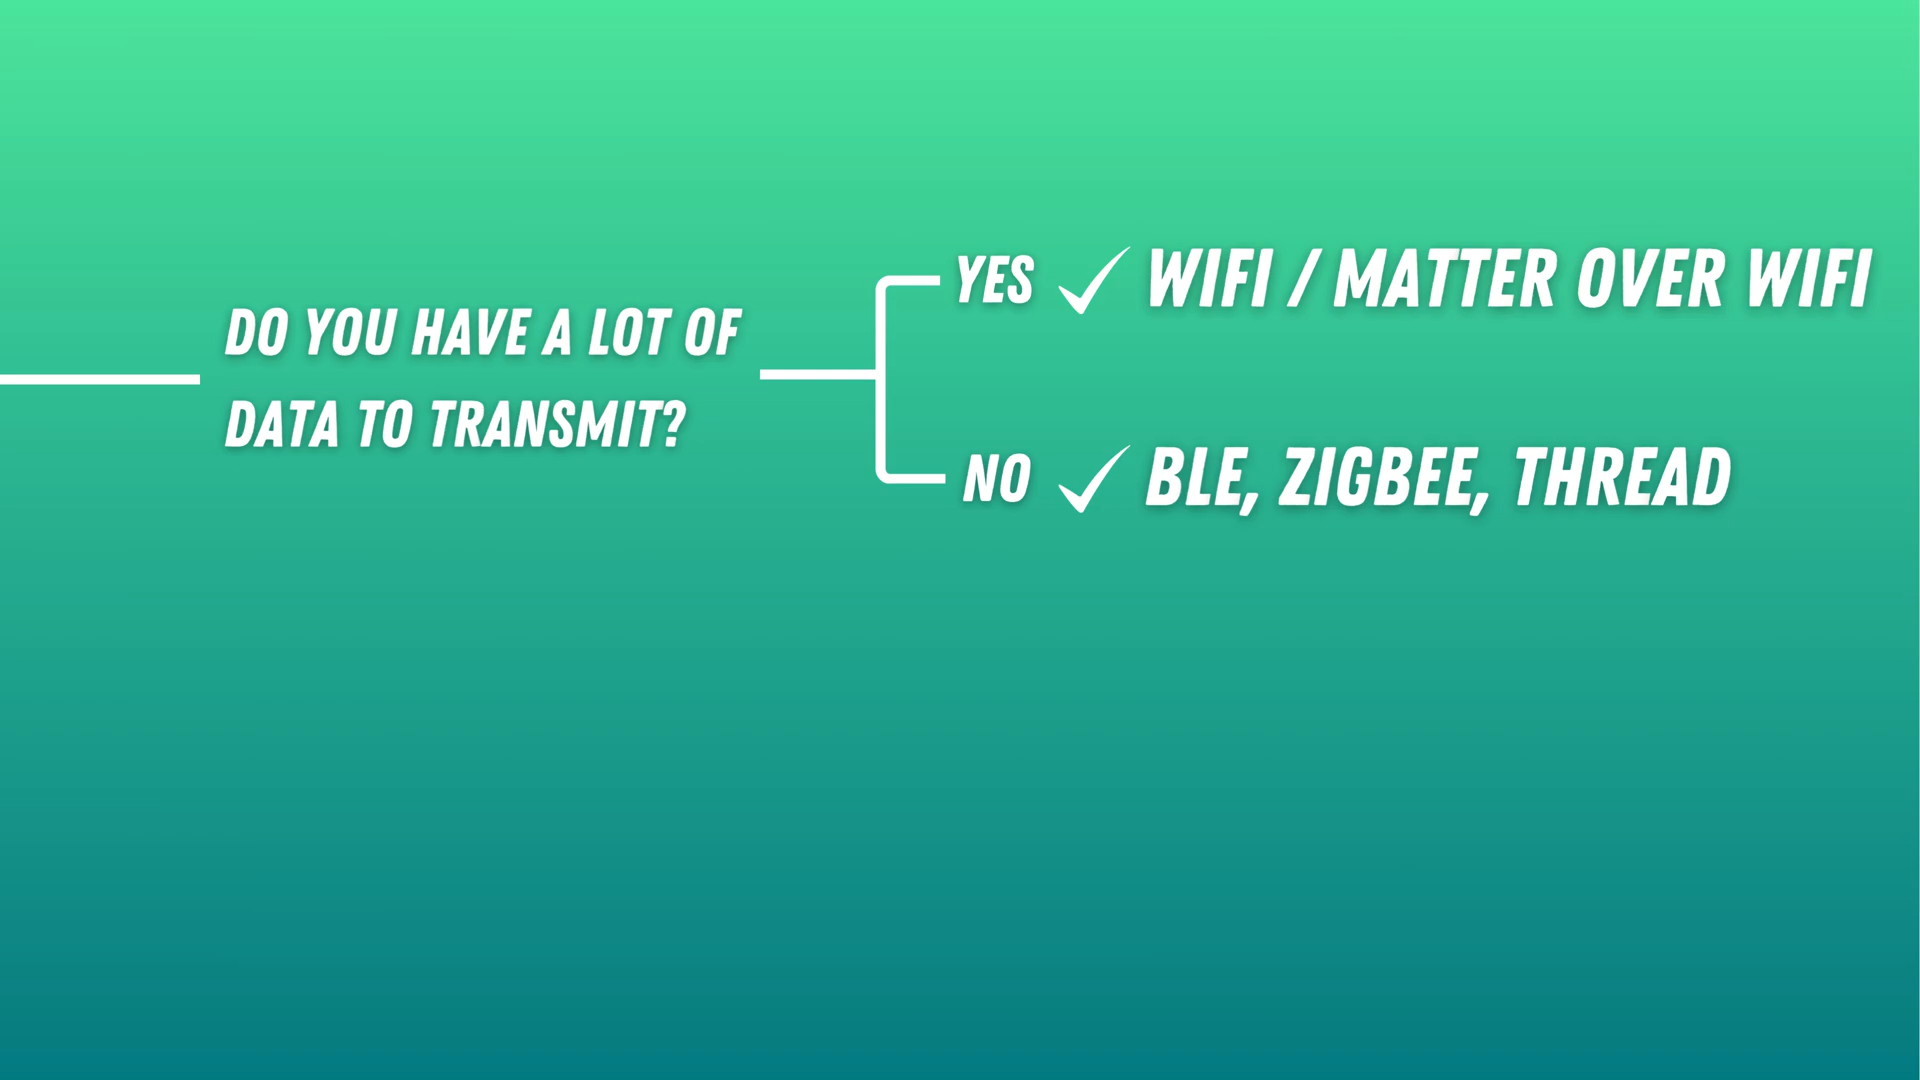 DO YOU HAVE A LOT OF
DATA TO TRANSMIT?
YES ✓ WIFI / MATTER OVER WIFI
NO ✓ BLE, ZIGBEE, THREAD